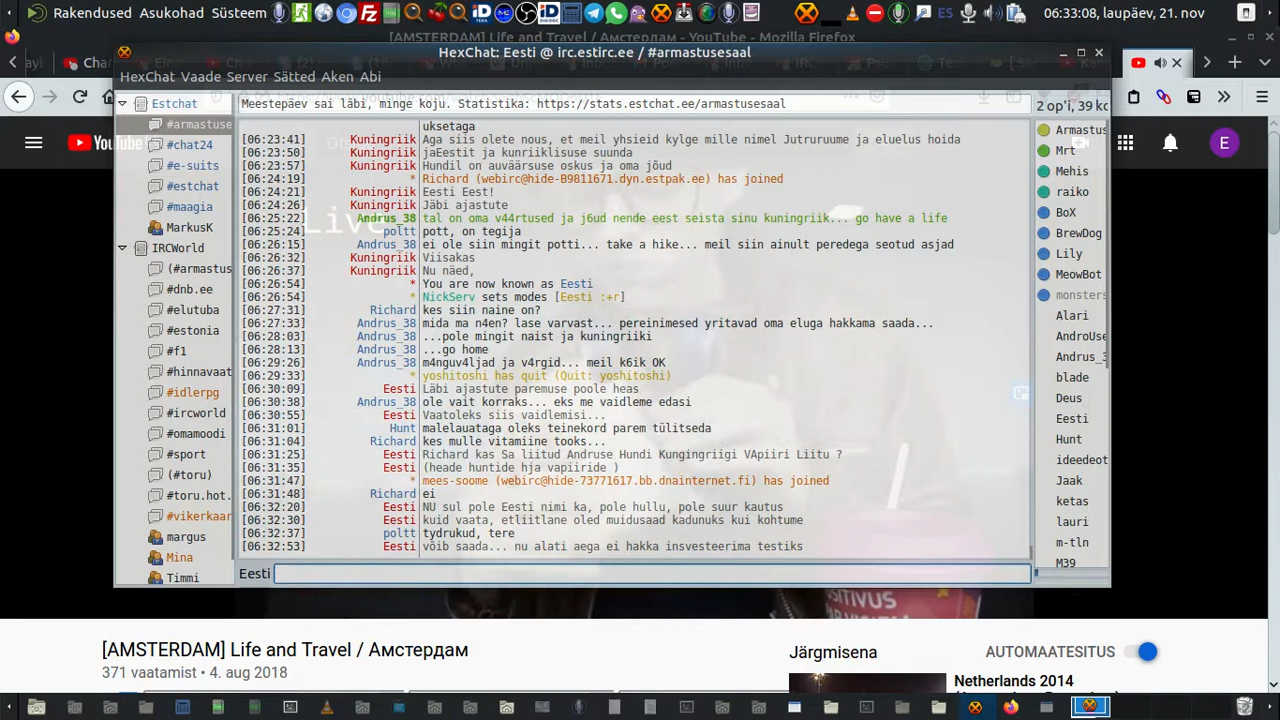 Rakendused Asukohad Süsteem
ES
06:33:08, laupäev, 21. nov
[AMSTERDAM] Life and Travel / Амстердам - YouTube - Mozilla Firefox
HexChat: Eesti @ irc.estirc.ee / #armastusesaal
HexChat Vaade Server Sätted Aken Abi
Meestepäev sai läbi, minge koju. Statistika: https://stats.estchat.ee/armastusesaal
2 op'i, 39 ko
Estchat
#armastuse
#chat24
#e-suits
#estchat
#maagia
MarkusK
IRCWorld
(#armastus
#dnb.ee
#elutuba
#estonia
#f1
#hinnavaat
#idlerpg
#ircworld
#omamoodi
#sport
(#toru)
#toru.hot.
#vikerkaar
margus
Mina
Timmi
uksetaga
[06:23:41] Kuningriik Aga siis olete nous, et meil yhsieid kylge mille nimel Jutruruume ja eluelus hoida
[06:23:50] Kuningriik jaEestit ja kunriiklisuse suunda
[06:23:57] Kuningriik Hundil on auväärsuse oskus ja oma jõud
[06:24:19] * Richard (webirc@hide-B9811671.dyn.estpak.ee) has joined
[06:24:21] Kuningriik Eesti Eest!
[06:24:26] Kuningriik Jäbi ajastute
[06:25:22] Andrus_38 tal on oma v44rtused ja j6ud nende eest seista sinu kuningriik... go have a life
[06:25:24] poltt pott, on tegija
[06:26:15] Andrus_38 ei ole siin mingit potti... take a hike... meil siin ainult peredega seotud asjad
[06:26:32] Kuningriik Viisakas
[06:26:37] Kuningriik Nu näed,
[06:26:54] * You are now known as Eesti
[06:26:54] * NickServ sets modes [Eesti :+r]
[06:27:31] Richard kes siin naine on?
[06:27:33] Andrus_38 mida ma n4en? lase varvast... pereinimesed yritavad oma eluga hakkama saada...
[06:28:03] Andrus_38 ...pole mingit naist ja kuningriiki
[06:28:13] Andrus_38 ...go home
[06:29:26] Andrus_38 m4nguv4ljad ja v4rgid... meil k6ik OK
[06:29:33] * yoshitoshi has quit (Quit: yoshitoshi)
[06:30:09] Eesti Läbi ajastute paremuse poole heas
[06:30:38] Andrus_38 ole vait korraks... eks me vaidleme edasi
[06:30:55] Eesti Vaatoleks siis vaidlemisi...
[06:31:01] Hunt malelauataga oleks teinekord parem tülitseda
[06:31:04] Richard kes mulle vitamiine tooks...
[06:31:25] Eesti Richard kas Sa liitud Andruse Hundi Kungingriigi VApiiri Liitu ?
[06:31:35] Eesti (heade huntide hja vapiiride )
[06:31:47] * mees-soome (webirc@hide-73771617.bb.dnainternet.fi) has joined
[06:31:48] Richard ei
[06:32:20] Eesti NU sul pole Eesti nimi ka, pole hullu, pole suur kautus
[06:32:30] Eesti kuid vaata, etliitlane oled muidusaad kadunuks kui kohtume
[06:32:40] poltt tydrukud, tere
[06:32:53] Eesti võib saada... nu alati aega ei hakka insvesteerima testiks
Eesti
Armastus
Mrt
Mehis
raiko
BoX
BrewDog
Lily
MeowBot
monsters
Alari
AndroUse
Andrus_3
blade
Deus
Eesti
Hunt
ideedeot
Jaak
ketas
lauri
m-tln
M39
E
YouTube
Live
[AMSTERDAM] Life and Travel / Амстердам
371 vaatamist • 4. aug 2018
Järgmisena
AUTOMAATESITUS
Netherlands 2014